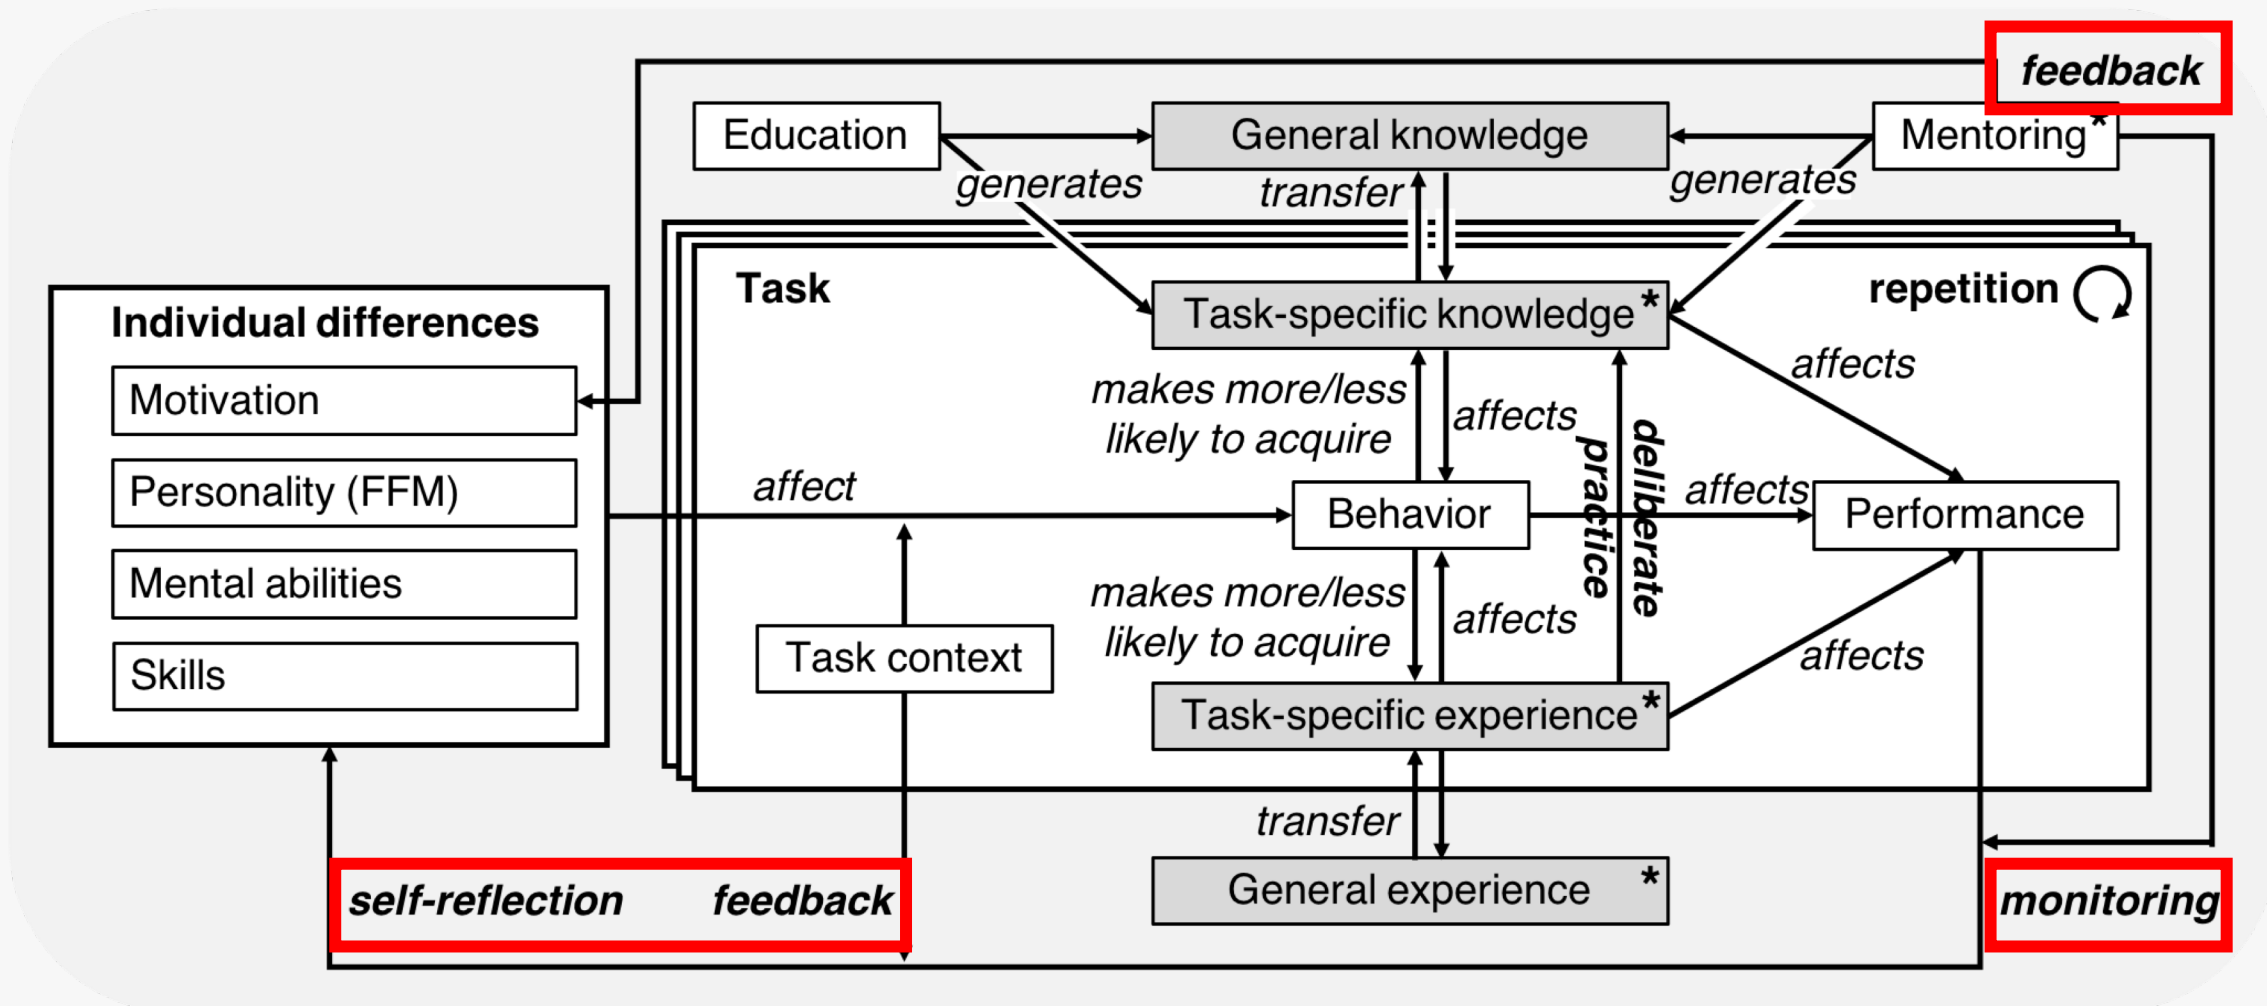 feedback
Education
General knowledge
Mentoring*
generates
transfer
generates
Task
repetition
Task-specific knowledge*
Individual differences
Motivation
Personality (FFM)
Mental abilities
Skills
affect
makes more/less
likely to acquire
affects
deliberate
practice
affects
Behavior
affects
Performance
Task context
makes more/less
likely to acquire
affects
affects
Task-specific experience*
transfer
General experience *
self-reflection feedback
monitoring